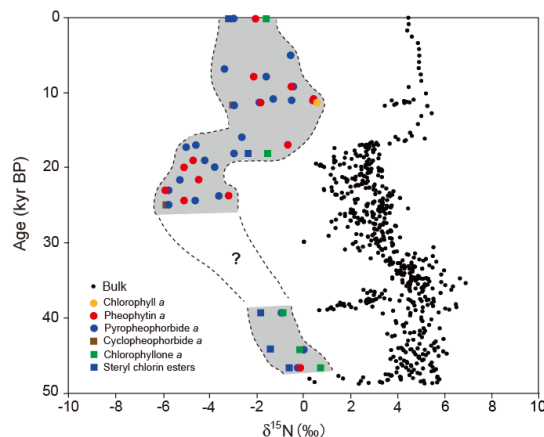 0
10
20
30
40
50
Age (kyr BP)
?
Bulk
Chlorophyll a
Pheophytin a
Pyropheophorbide a
Cyclopheophorbide a
Chlorophyllone a
Steryl chlorin esters
-10 -8 -6 -4 -2 0 2 4 6 8 10
δ15N (‰)